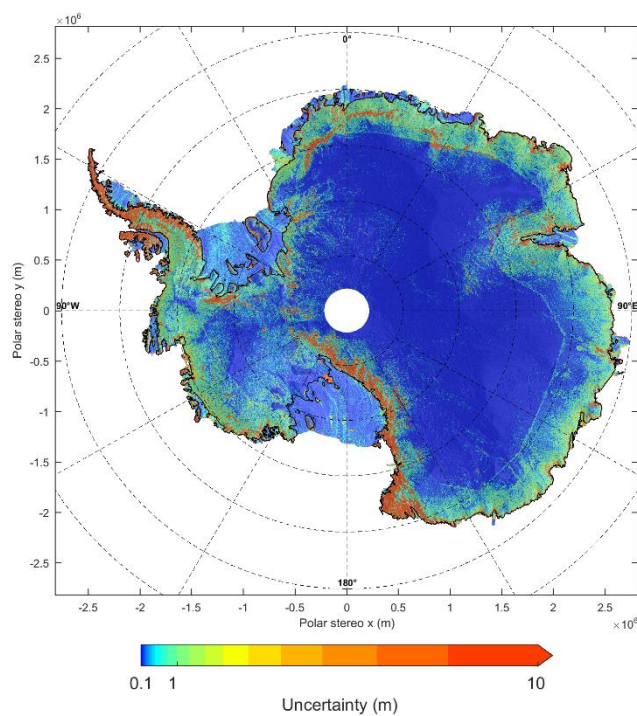 ×10⁶
2.5
2
1.5
1
0.5
0
-0.5
-1
-1.5
-2
-2.5
Polar stereo y (m)
0°
90°W
90°E
180°
-2.5 -2 -1.5 -1 -0.5 0 0.5 1 1.5 2 2.5
×10⁶
Polar stereo x (m)
0.1 1 10
Uncertainty (m)